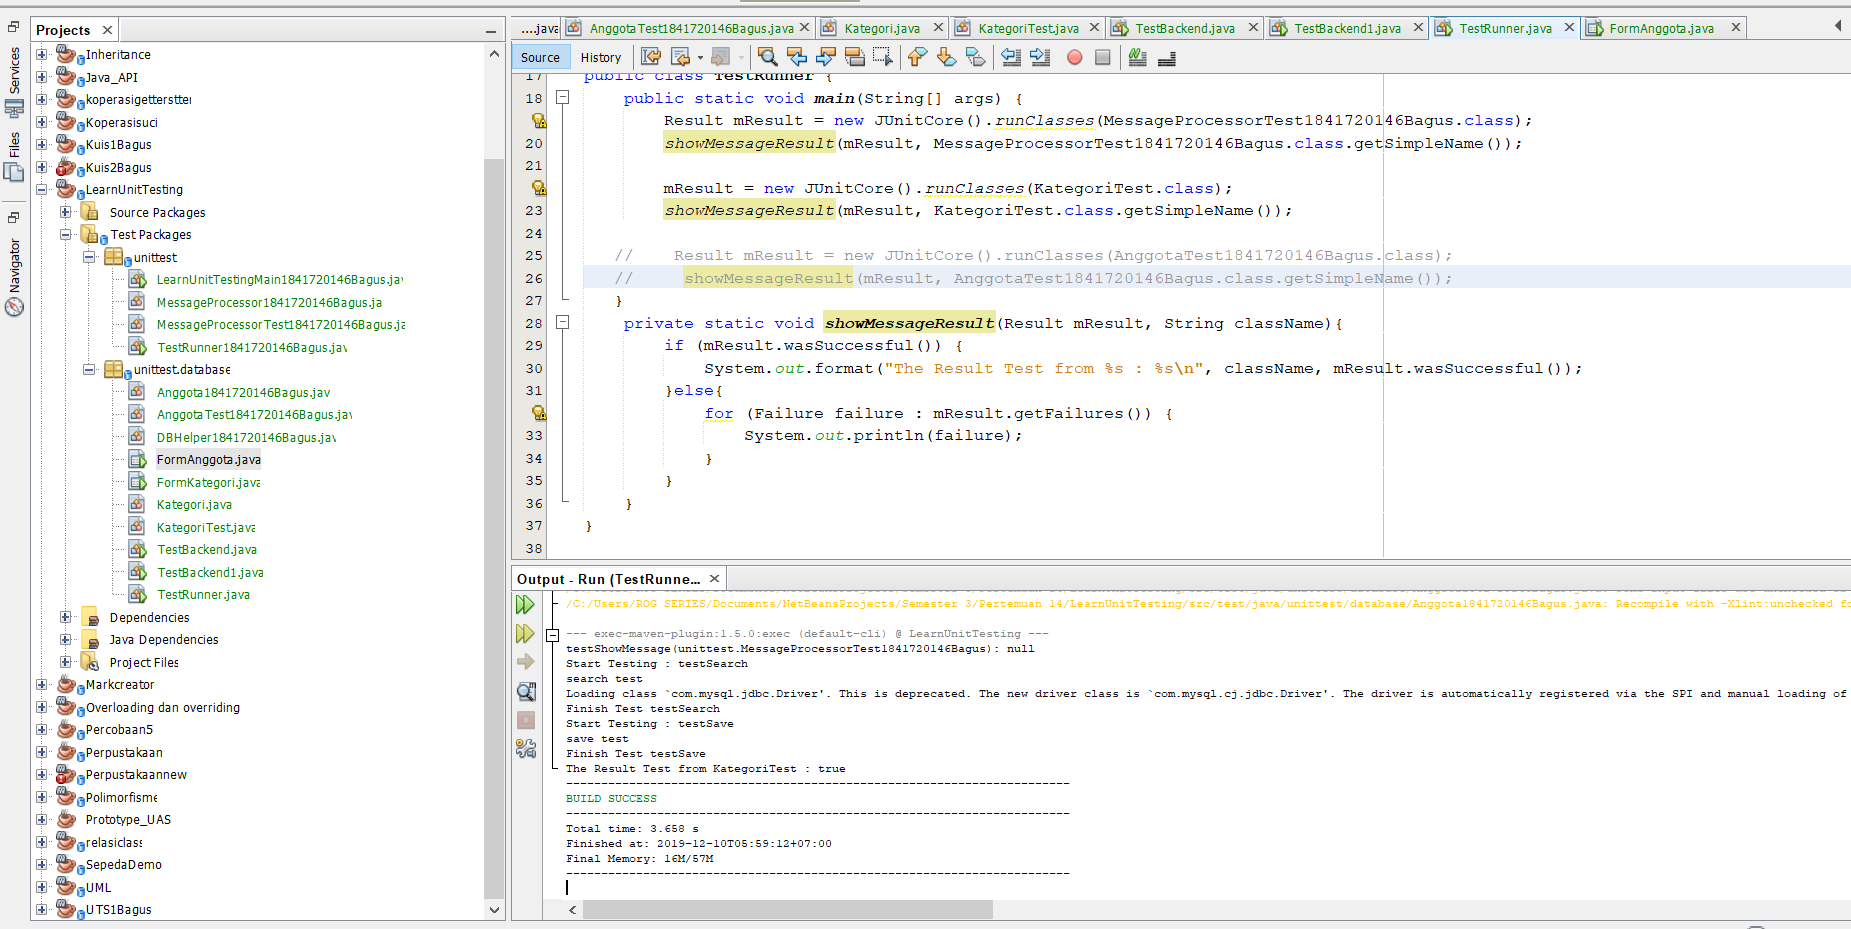 Services
Files
Navigator
Projects
Inheritance
Java_API
koperasigetterstter
Koperasisuci
Kuis1Bagus
Kuis2Bagus
LearnUnitTesting
Source Packages
Test Packages
unittest
LearnUnitTestingMain1841720146Bagus.jav
MessageProcessor1841720146Bagus.ja
MessageProcessorTest1841720146Bagus.ja
TestRunner1841720146Bagus.jav
unittest.database
Anggota1841720146Bagus.jav
AnggotaTest1841720146Bagus.jav
DBHelper1841720146Bagus.jav
FormAnggota.java
FormKategori.java
Kategori.java
KategoriTest.java
TestBackend.java
TestBackend1.java
TestRunner.java
Dependencies
Java Dependencies
Project Files
Markcreator
Overloading dan overriding
Percobaan5
Perpustakaan
Perpustakaannew
Polimorfisme
Prototype_UAS
relasiclass
SepedaDemo
UML
UTS1Bagus
....java AnggotaTest1841720146Bagus.java Kategori.java KategoriTest.java TestBackend.java TestBackend1.java TestRunner.java FormAnggota.java
Source History
17 public class TestRunner {
18 public static void main(String[] args) {
Result mResult = new JUnitCore().runClasses(MessageProcessorTest1841720146Bagus.class);
20 showMessageResult(mResult, MessageProcessorTest1841720146Bagus.class.getSimpleName());
21
mResult = new JUnitCore().runClasses(KategoriTest.class);
23 showMessageResult(mResult, KategoriTest.class.getSimpleName());
24
25 // Result mResult = new JUnitCore().runClasses(AnggotaTest1841720146Bagus.class);
26 // showMessageResult(mResult, AnggotaTest1841720146Bagus.class.getSimpleName());
27 }
28 private static void showMessageResult(Result mResult, String className){
29 if (mResult.wasSuccessful()) {
30 System.out.format("The Result Test from %s : %s\n", className, mResult.wasSuccessful());
31 }else{
for (Failure failure : mResult.getFailures()) {
33 System.out.println(failure);
34 }
35 }
36 }
37 }
38
Output - Run (TestRunne...
/C:/Users/ROG SERIES/Documents/NetBeansProjects/Semester 3/Pertemuan 14/LearnUnitTesting/src/test/java/unittest/database/Anggota1841720146Bagus.java: Recompile with -Xlint:unchecked fo
--- exec-maven-plugin:1.5.0:exec (default-cli) @ LearnUnitTesting ---
testShowMessage(unittest.MessageProcessorTest1841720146Bagus): null
Start Testing : testSearch
search test
Loading class `com.mysql.jdbc.Driver'. This is deprecated. The new driver class is `com.mysql.cj.jdbc.Driver'. The driver is automatically registered via the SPI and manual loading of
Finish Test testSearch
Start Testing : testSave
save test
Finish Test testSave
The Result Test from KategoriTest : true
------------------------------------------------------------------------
BUILD SUCCESS
------------------------------------------------------------------------
Total time: 3.658 s
Finished at: 2019-12-10T05:59:12+07:00
Final Memory: 16M/57M
------------------------------------------------------------------------